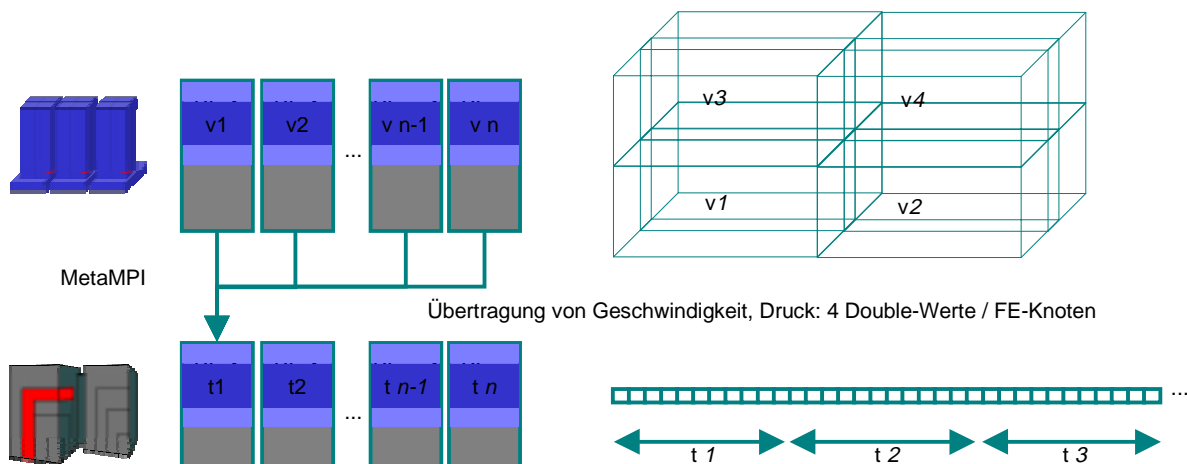 v3
v4
v1
v2
v n-1
v n
...
v1
v2
MetaMPI
Übertragung von Geschwindigkeit, Druck: 4 Double-Werte / FE-Knoten
t1
t2
t n-1
t n
...
...
t 1
t 2
t 3